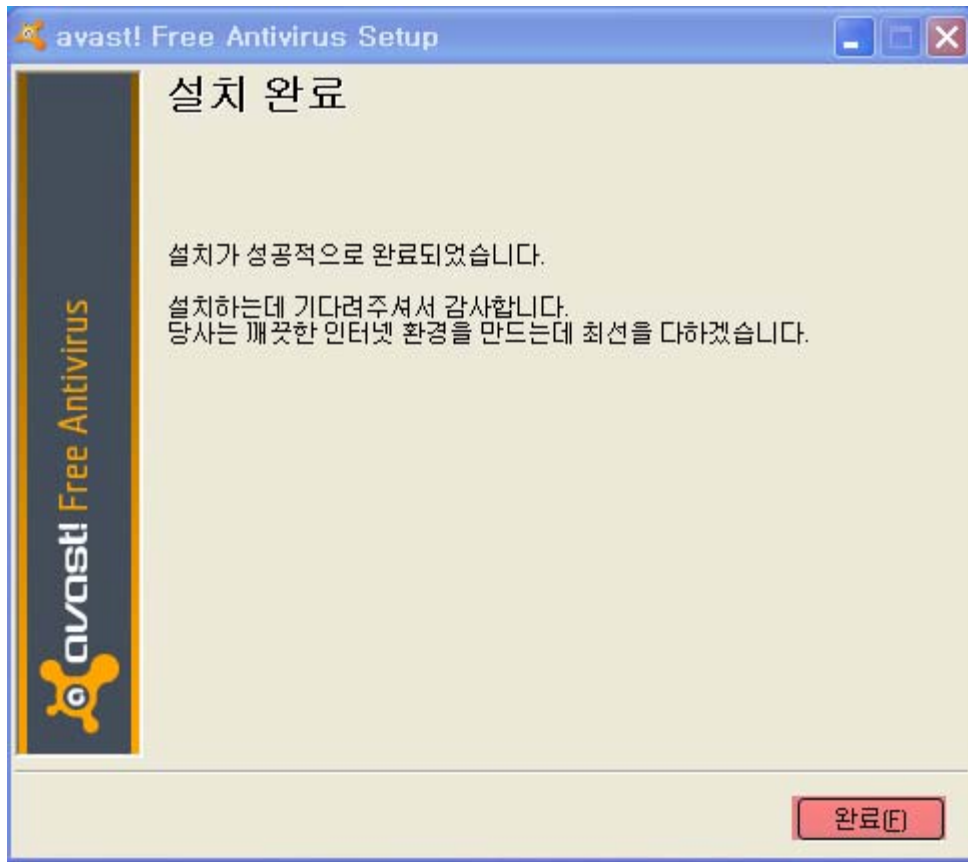 avast! Free Antivirus Setup
설치 완료
설치가 성공적으로 완료되었습니다.
설치하는데 기다려주셔서 감사합니다.
당사는 깨끗한 인터넷 환경을 만드는데 최선을 다하겠습니다.
avast! Free Antivirus
완료(F)